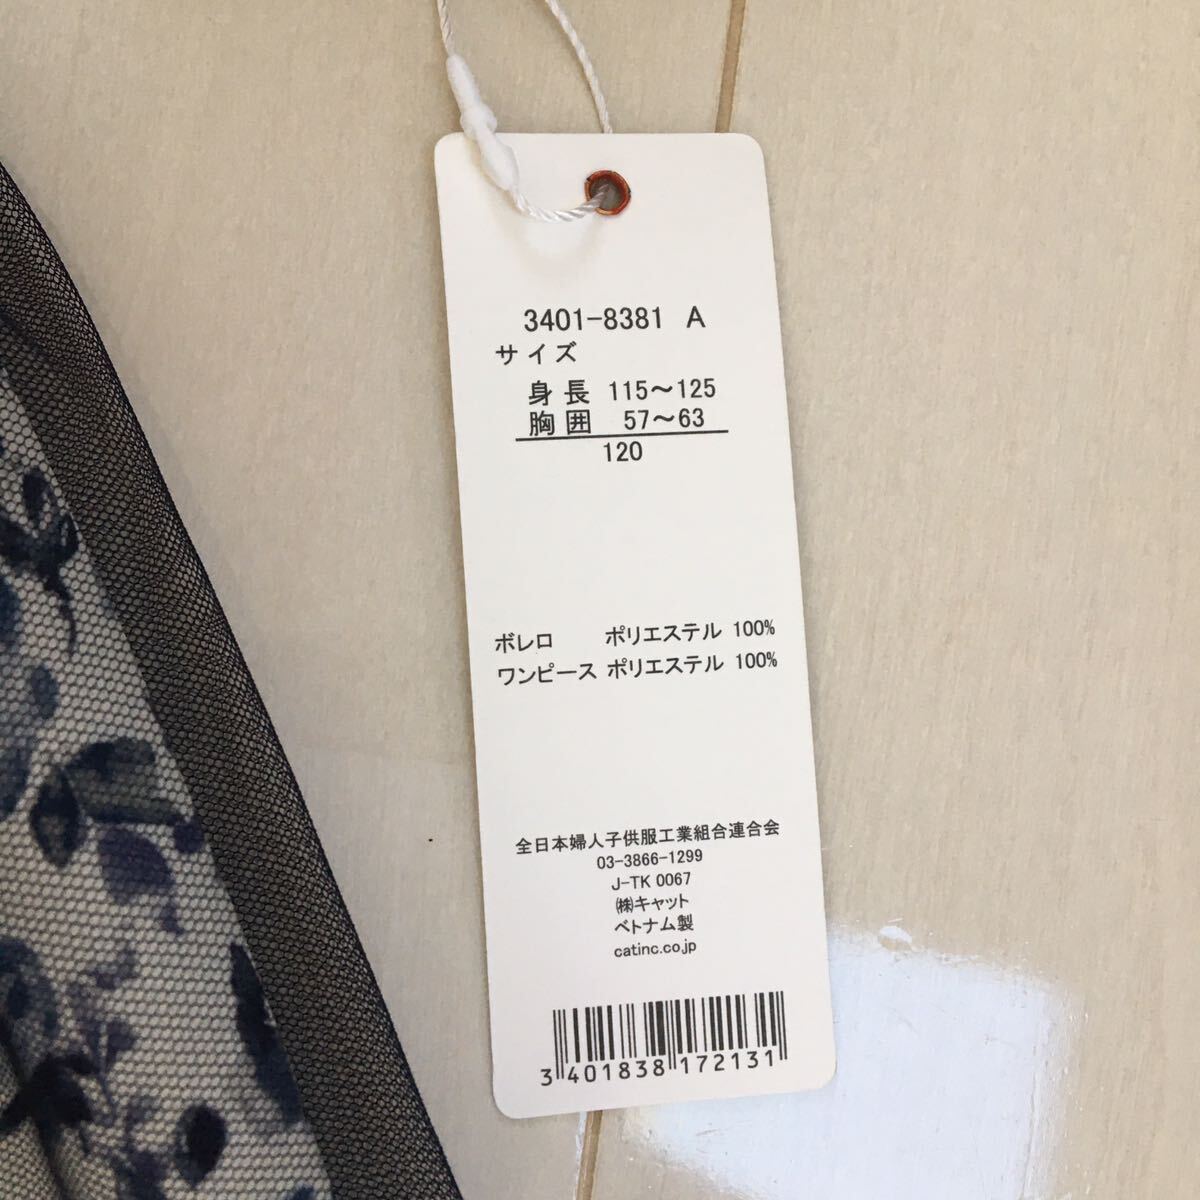 3401-8381 A
サイズ
身長 115～125
胸囲 57～63
120
ボレロ ポリエステル 100%
ワンピース ポリエステル 100%
全日本婦人子供服工業組合連合会
03-3866-1299
J-TK 0067
㈱キャット
ベトナム製
catinc.co.jp
3 401838 172131